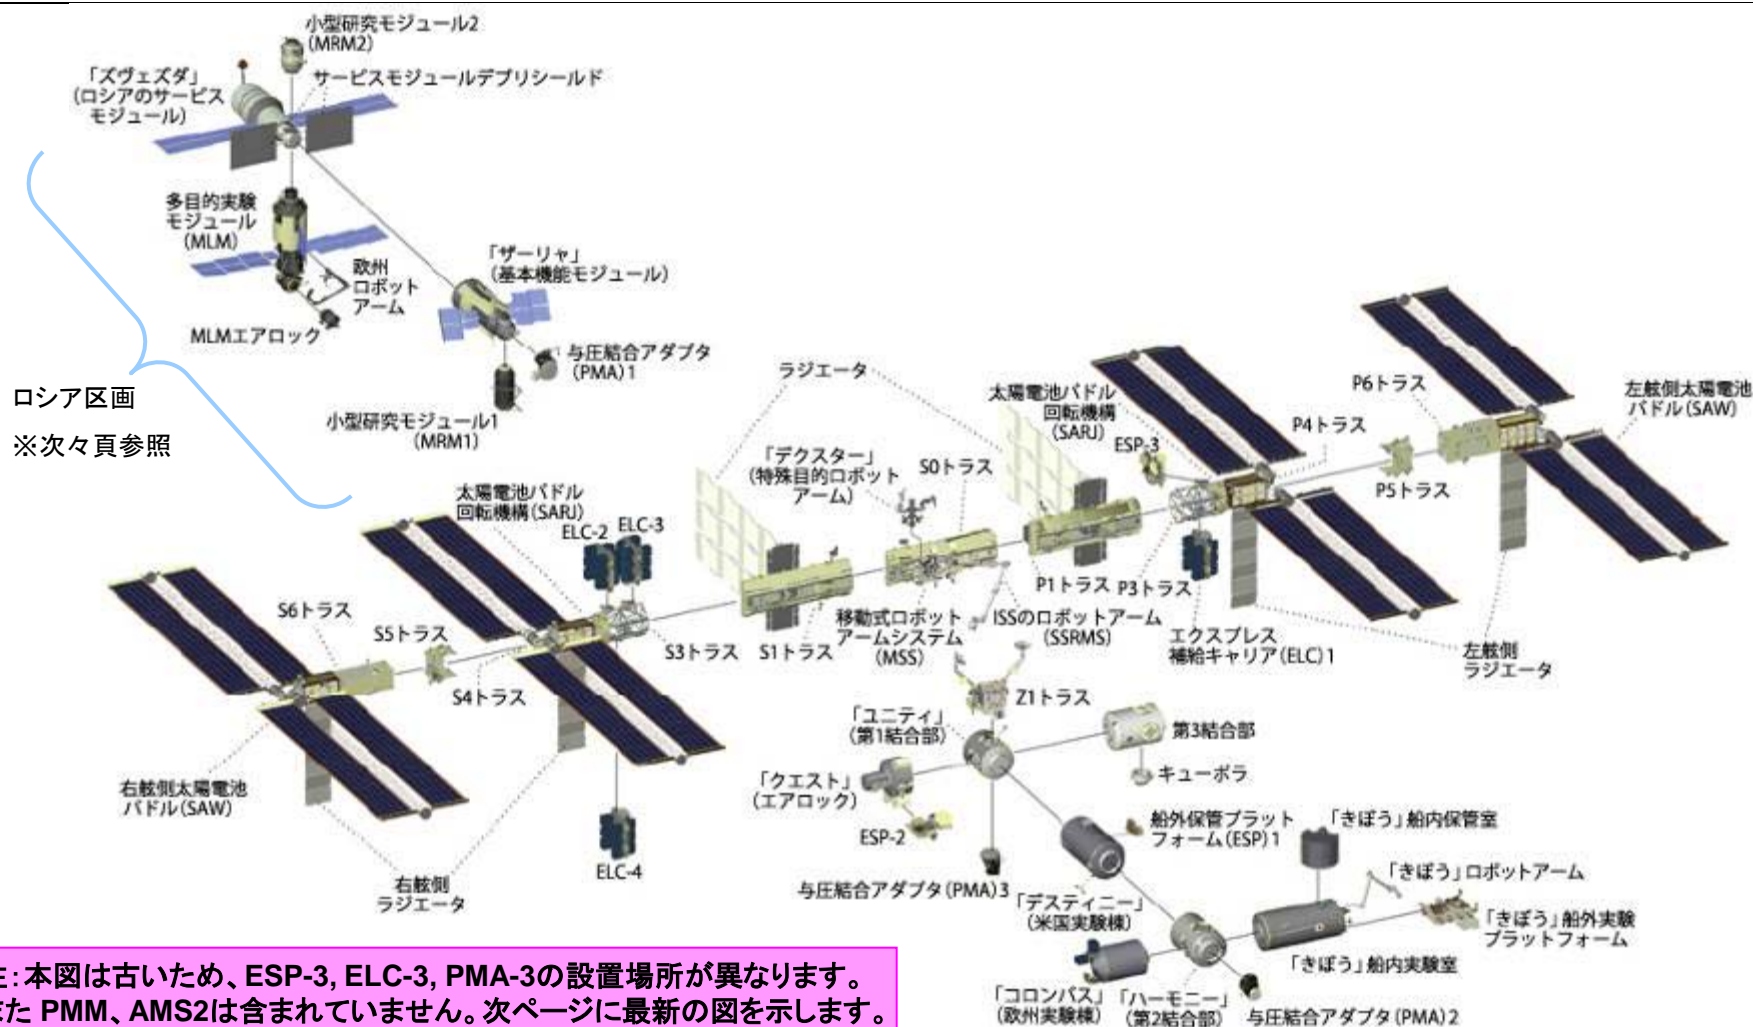 小型研究モジュール2
(MRM2)
「ズヴェズダ」
(ロシアのサービス
モジュール)
サービスモジュールデブリシールド
多目的実験
モジュール
(MLM)
欧州
ロボット
アーム
MLMエアロック
「ザーリャ」
(基本機能モジュール)
与圧結合アダプタ
(PMA)1
小型研究モジュール1
(MRM1)
ロシア区画
※次々頁参照
ラジエータ
太陽電池パドル
回転機構
(SARJ)
ESP-3
P6トラス
左舷側太陽電池
パドル(SAW)
P4トラス
P5トラス
「デクスター」
(特殊目的ロボット
アーム)
S0トラス
太陽電池パドル
回転機構(SARJ)
ELC-2
ELC-3
P1トラス
P3トラス
S6トラス
S5トラス
S4トラス
S3トラス
S1トラス
移動式ロボット
アームシステム
(MSS)
ISSのロボットアーム
(SSRMS)
エクスプレス
補給キャリア(ELC)1
左舷側
ラジエータ
Z1トラス
「ユニティ」
(第1結合部)
第3結合部
キューポラ
「クエスト」
(エアロック)
ESP-2
右舷側太陽電池
パドル(SAW)
右舷側
ラジエータ
ELC-4
与圧結合アダプタ(PMA)3
船外保管プラット
フォーム(ESP)1
「きぼう」船内保管室
「きぼう」ロボットアーム
「デスティニー」
(米国実験棟)
「きぼう」船外実験
プラットフォーム
「きぼう」船内実験室
「コロンバス」
(欧州実験棟)
「ハーモニー」
(第2結合部)
与圧結合アダプタ(PMA)2
注:本図は古いため、ESP-3, ELC-3, PMA-3の設置場所が異なります。
また PMM、AMS2は含まれていません。次ページに最新の図を示します。